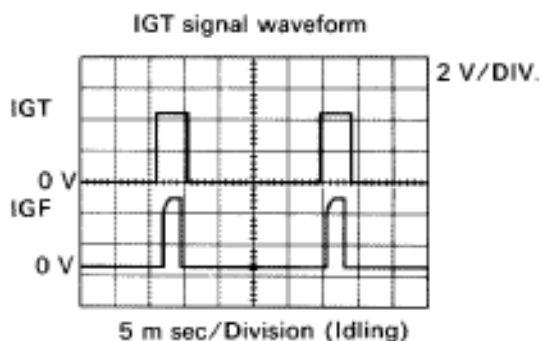 IGT signal waveform
2 V/DIV.
IGT
0 V
IGF
0 V
5 m sec/Division (Idling)